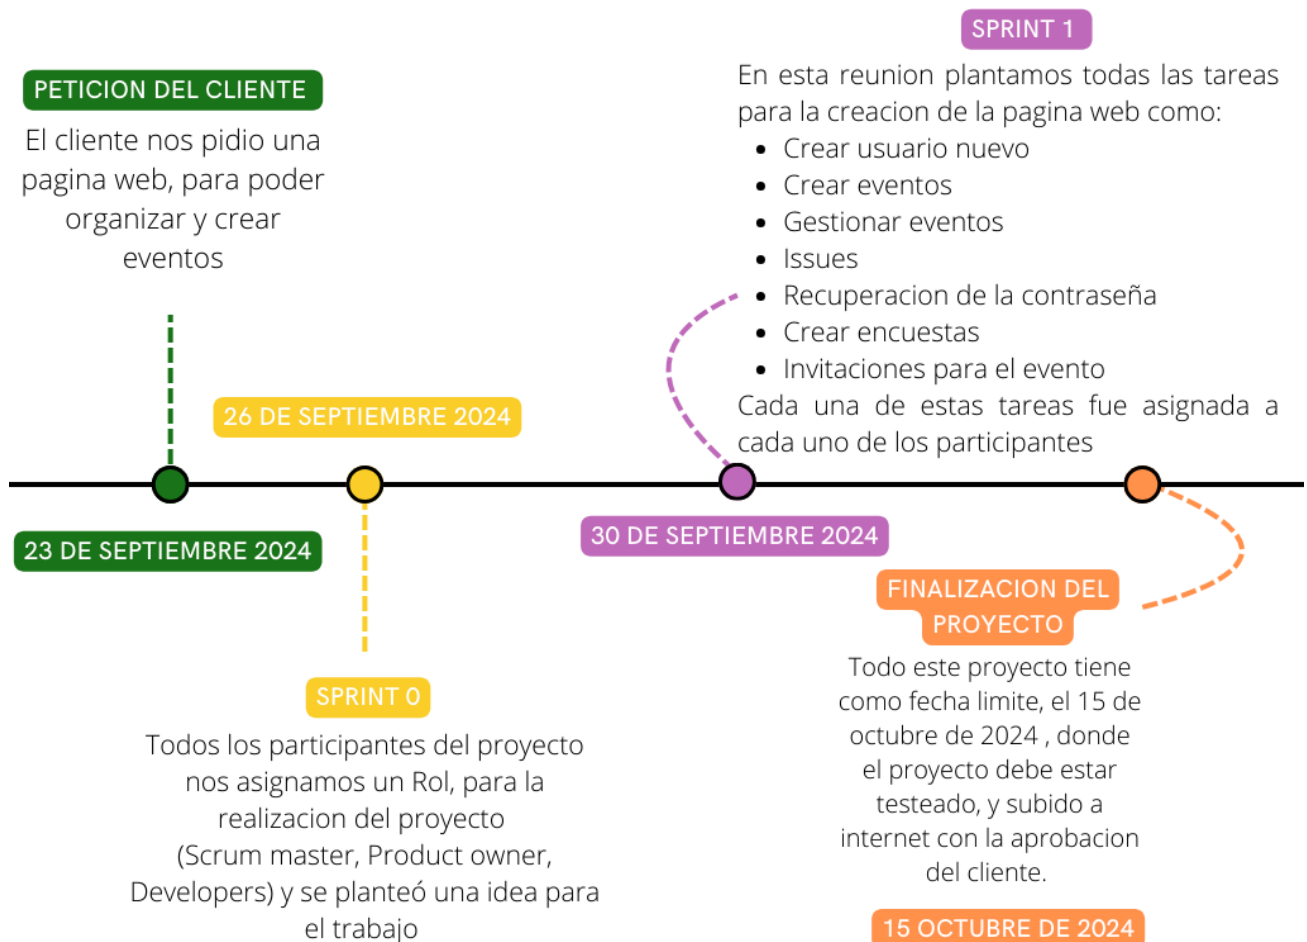 PETICION DEL CLIENTE
El cliente nos pidio una
pagina web, para poder
organizar y crear
eventos
23 DE SEPTIEMBRE 2024
26 DE SEPTIEMBRE 2024
SPRINT 0
Todos los participantes del proyecto
nos asignamos un Rol, para la
realizacion del proyecto
(Scrum master, Product owner,
Developers) y se planteó una idea para
el trabajo
SPRINT 1
En esta reunion plantamos todas las tareas
para la creacion de la pagina web como:
• Crear usuario nuevo
• Crear eventos
• Gestionar eventos
• Issues
• Recuperacion de la contraseña
• Crear encuestas
• Invitaciones para el evento
Cada una de estas tareas fue asignada a
cada uno de los participantes
30 DE SEPTIEMBRE 2024
FINALIZACION DEL
PROYECTO
Todo este proyecto tiene
como fecha limite, el 15 de
octubre de 2024 , donde
el proyecto debe estar
testeado, y subido a
internet con la aprobacion
del cliente.
15 OCTUBRE DE 2024